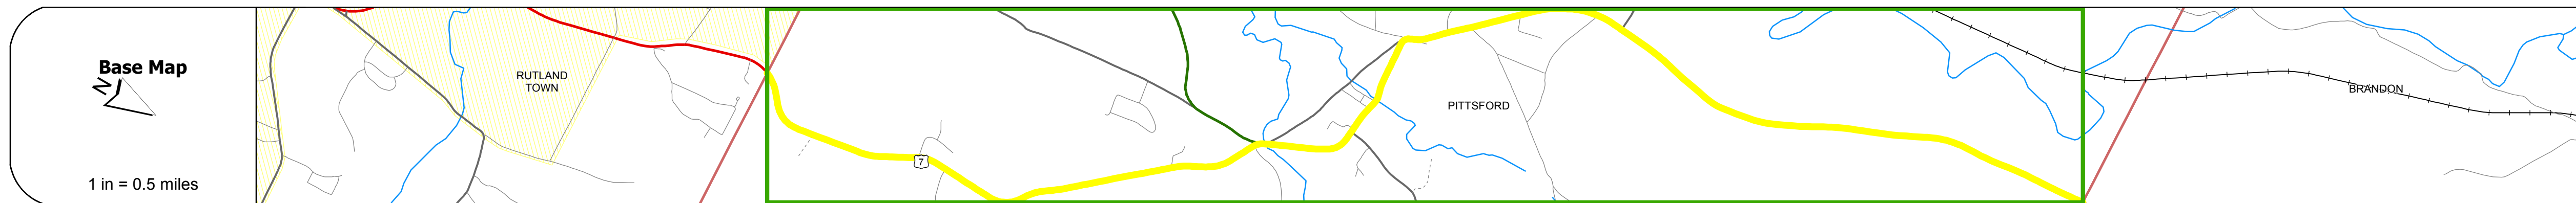 Base Map
N
1 in = 0.5 miles
RUTLAND
TOWN
7
PITTSFORD
BRANDON